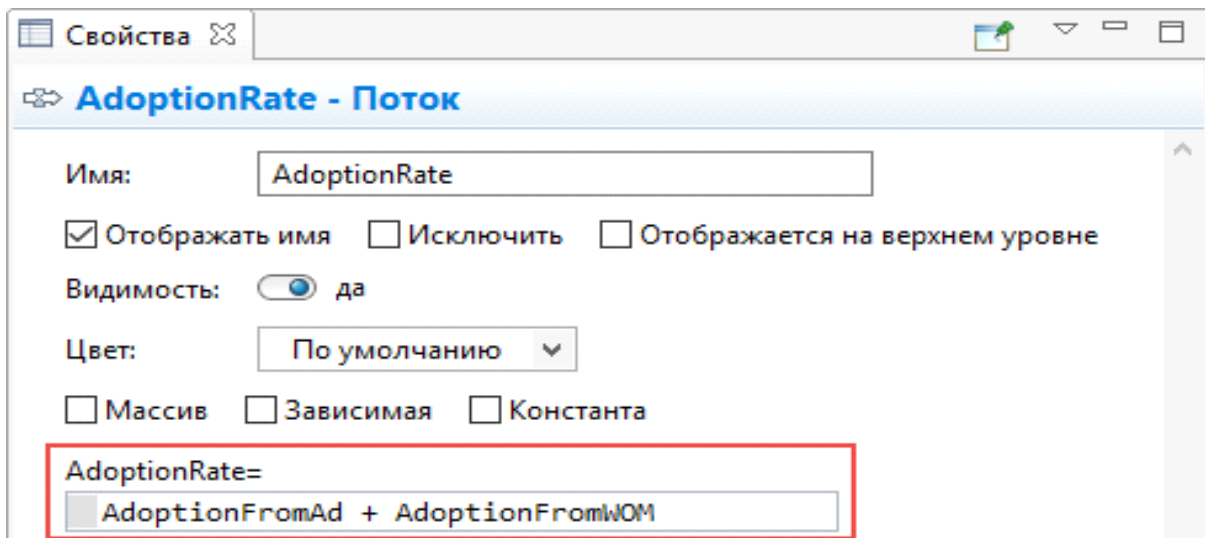 Свойства
AdoptionRate - Поток
Имя: AdoptionRate
Отображать имя Исключить Отображается на верхнем уровне
Видимость: да
Цвет: По умолчанию
Массив Зависимая Константа
AdoptionRate=
AdoptionFromAd + AdoptionFromWOM